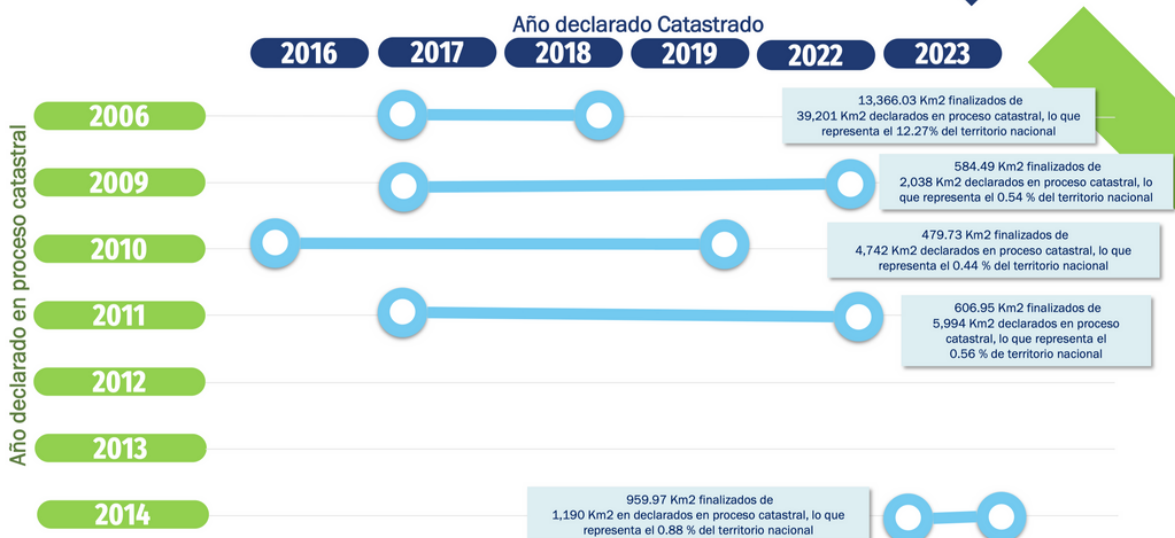 Año declarado Catastrado
2016 2017 2018 2019 2022 2023
Año declarado en proceso catastral
2006
13,366.03 Km2 finalizados de
39,201 Km2 declarados en proceso catastral, lo que
representa el 12.27% del territorio nacional
2009
584.49 Km2 finalizados de
2,038 Km2 declarados en proceso catastral, lo
que representa el 0.54 % del territorio nacional
2010
479.73 Km2 finalizados de
4,742 Km2 declarados en proceso catastral, lo que
representa el 0.44 % del territorio nacional
2011
606.95 Km2 finalizados de
5,994 Km2 declarados en proceso
catastral, lo que representa el
0.56 % de territorio nacional
2012
2013
2014
959.97 Km2 finalizados de
1,190 Km2 en declarados en proceso catastral, lo que
representa el 0.88 % del territorio nacional